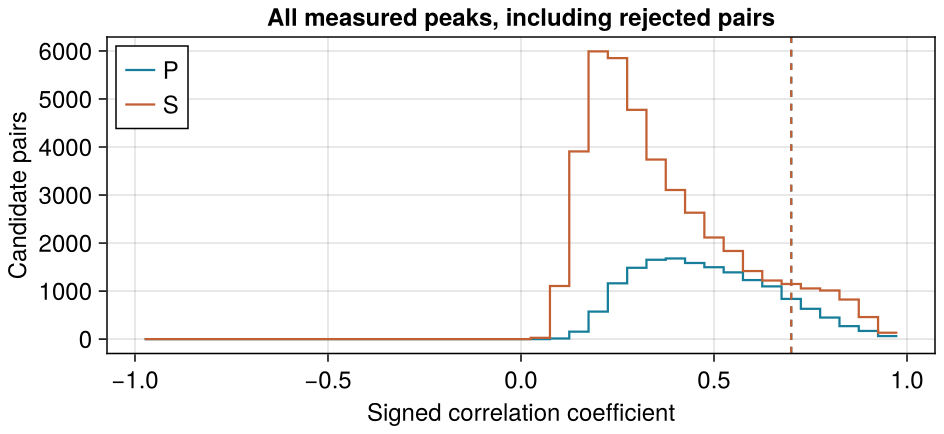 All measured peaks, including rejected pairs
Candidate pairs
6000
5000
4000
3000
2000
1000
0
P
S
−1.0
−0.5
0.0
0.5
1.0
Signed correlation coefficient